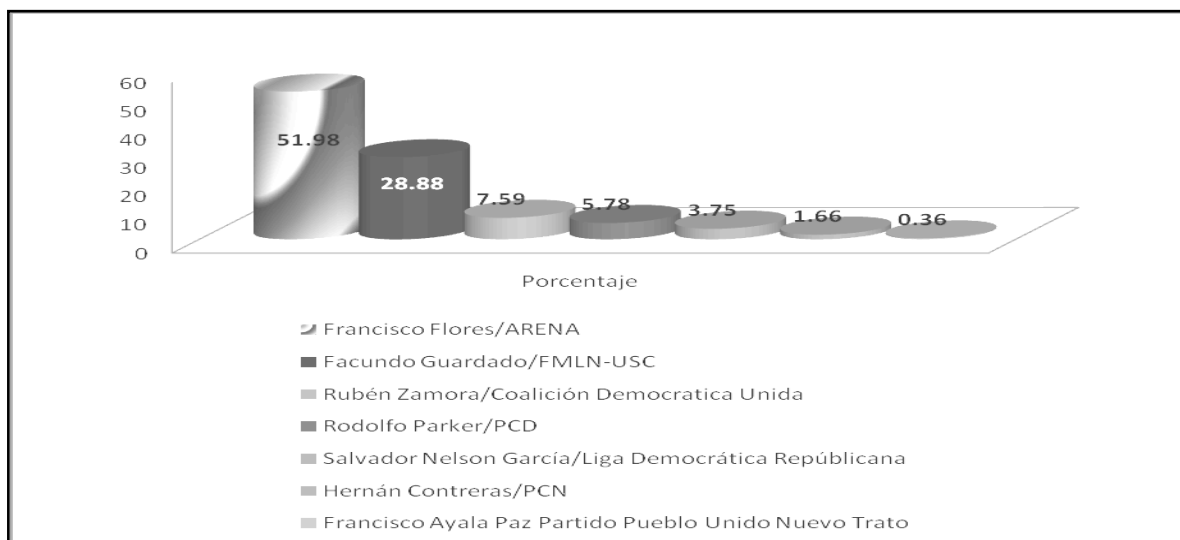 60
50
40
30
20
10
0
51.98
28.88
7.59
5.78
3.75
1.66
0.36
Porcentaje
Francisco Flores/ARENA
Facundo Guardado/FMLN-USC
Rubén Zamora/Coalición Democratica Unida
Rodolfo Parker/PCD
Salvador Nelson García/Liga Democrática Repúblicana
Hernán Contreras/PCN
Francisco Ayala Paz Partido Pueblo Unido Nuevo Trato